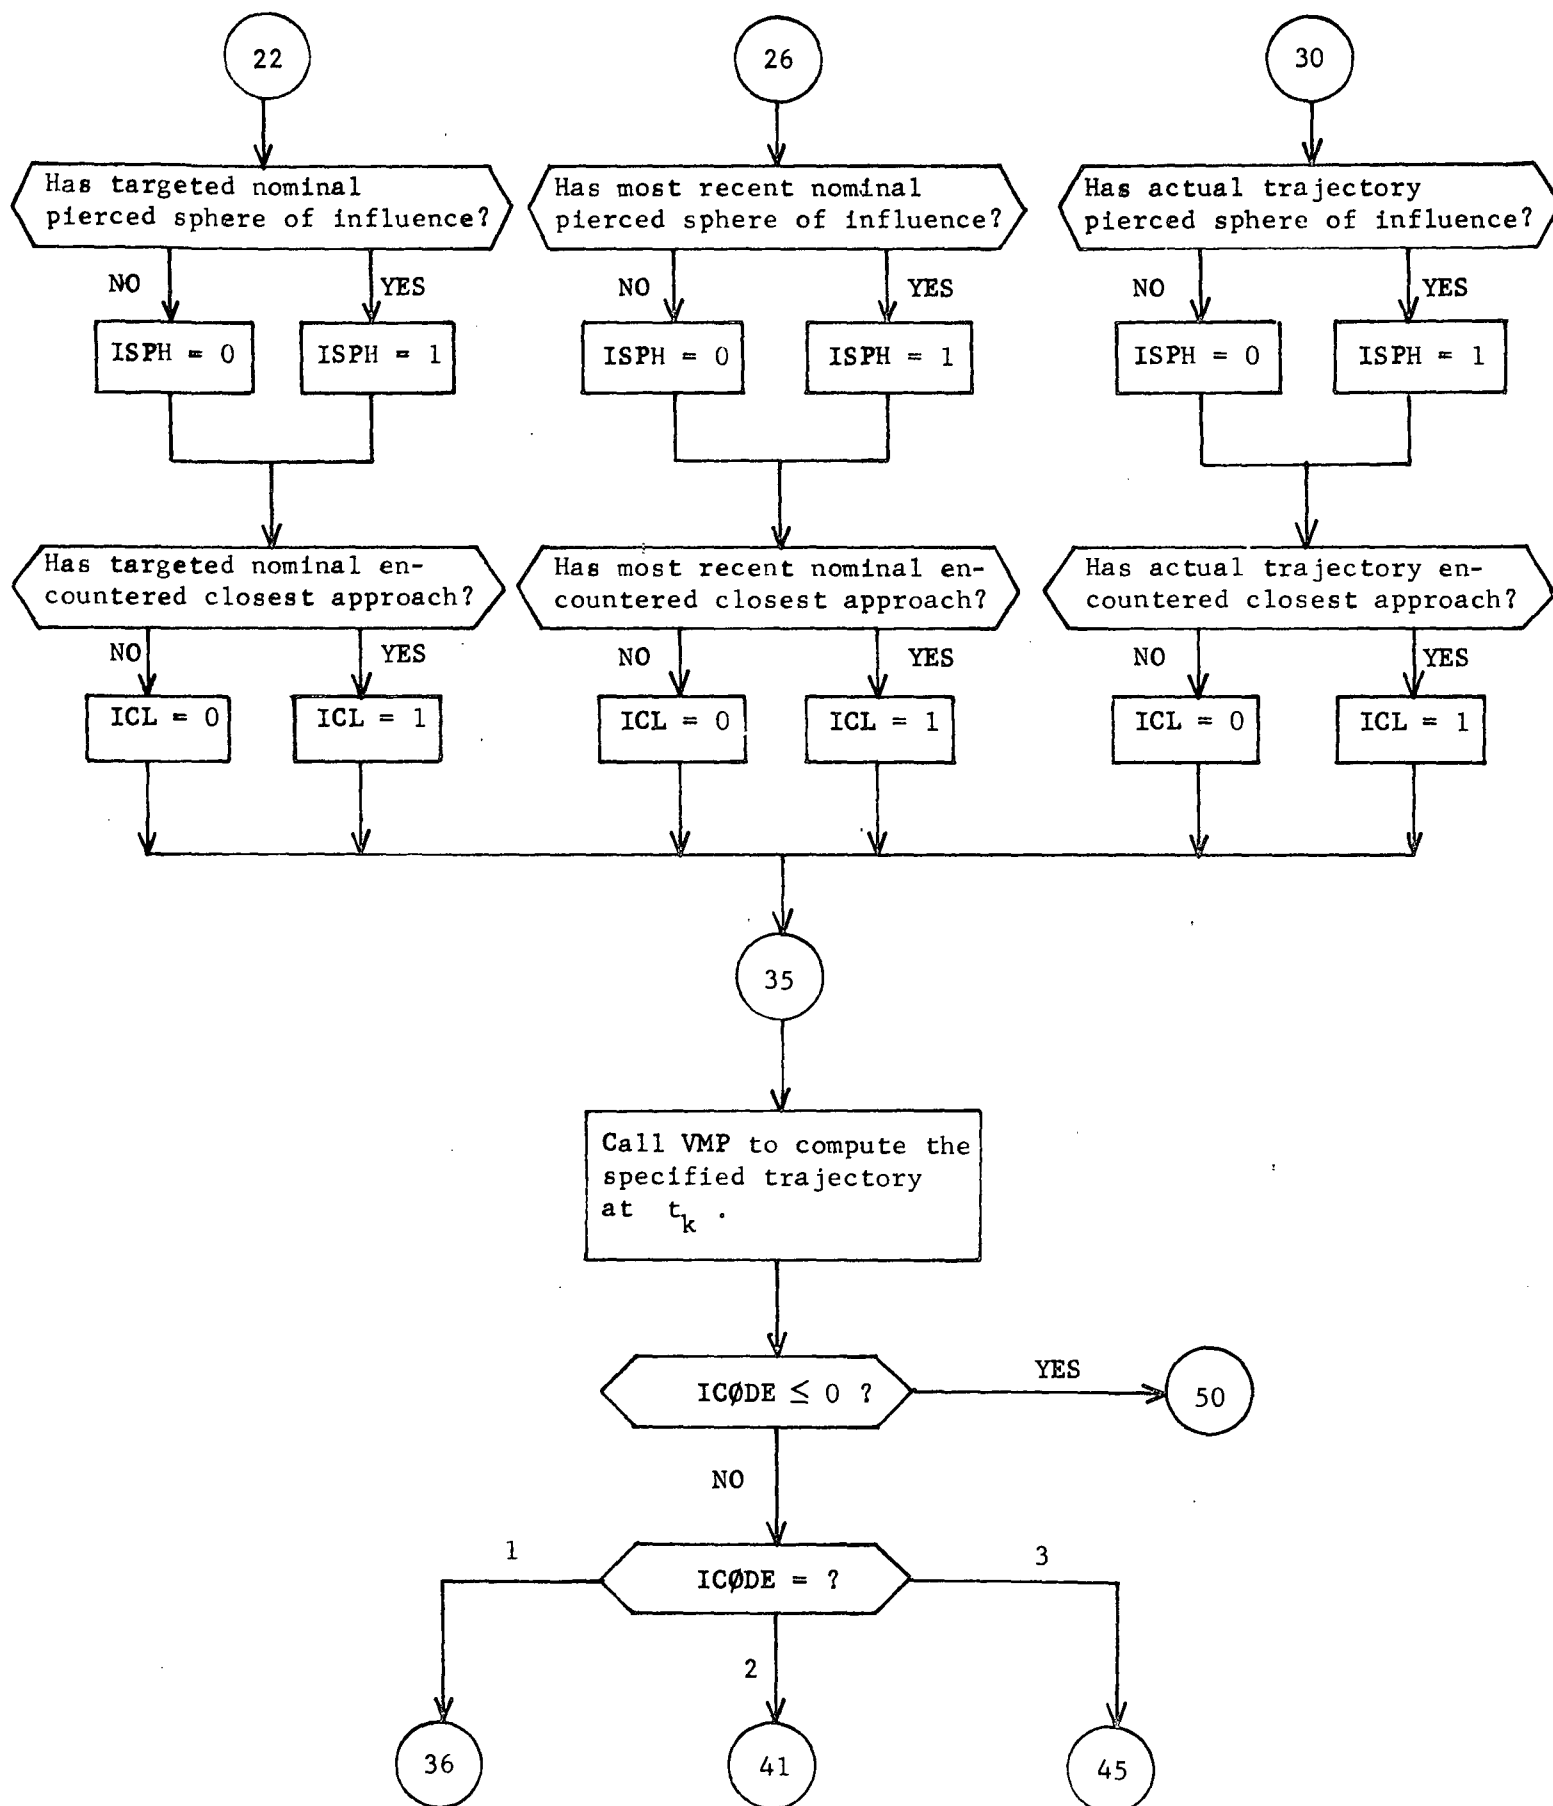 22
26
30
Has targeted nominal
pierced sphere of influence?
Has most recent nominal
pierced sphere of influence?
Has actual trajectory
pierced sphere of influence?
NO
YES
NO
YES
NO
YES
ISPH = 0
ISPH = 1
ISPH = 0
ISPH = 1
ISPH = 0
ISPH = 1
Has targeted nominal en-
countered closest approach?
Has most recent nominal en-
countered closest approach?
Has actual trajectory en-
countered closest approach?
NO
YES
NO
YES
NO
YES
ICL = 0
ICL = 1
ICL = 0
ICL = 1
ICL = 0
ICL = 1
35
Call VMP to compute the
specified trajectory
at t_k .
ICØDE ≤ 0 ?
YES
50
NO
ICØDE = ?
1
3
2
36
41
45